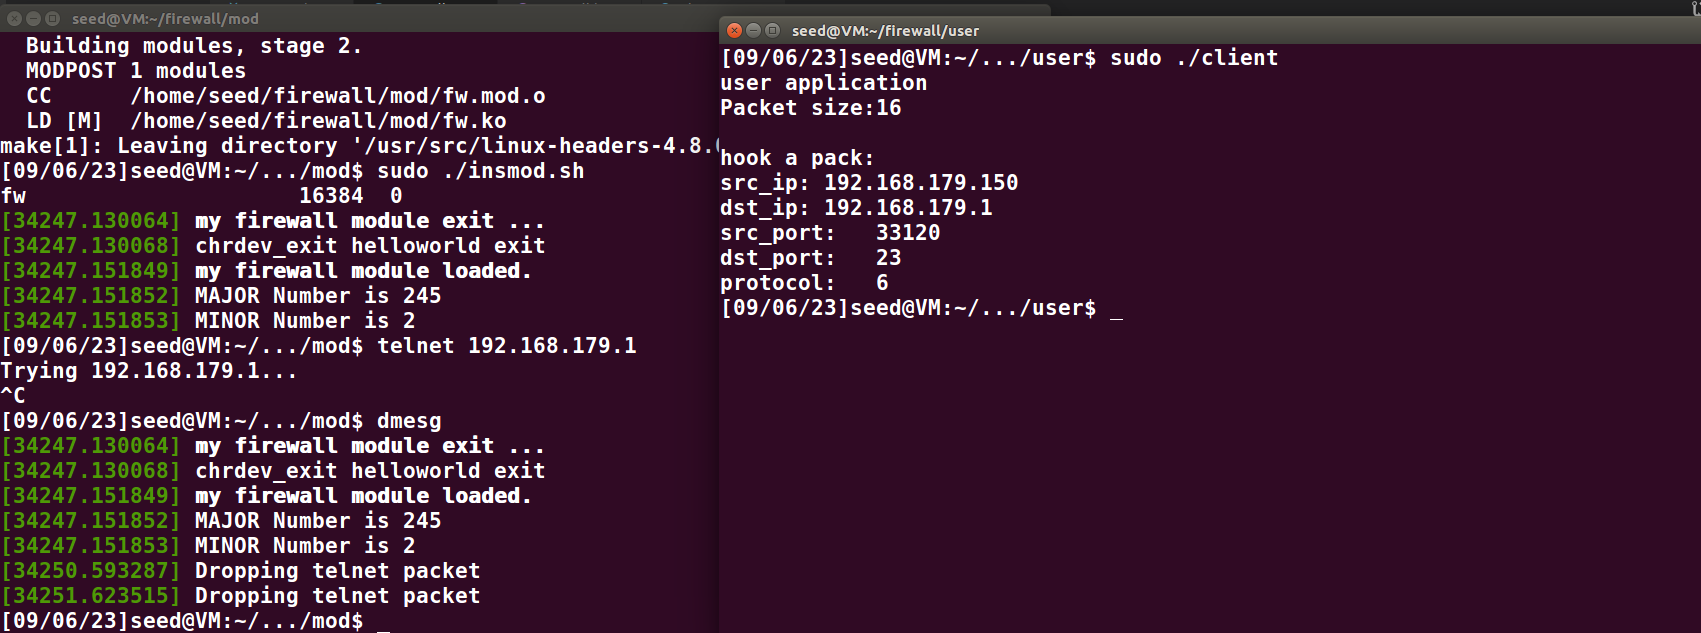 seed@VM:~/firewall/mod
Building modules, stage 2.
MODPOST 1 modules
CC      /home/seed/firewall/mod/fw.mod.o
LD [M]  /home/seed/firewall/mod/fw.ko
make[1]: Leaving directory '/usr/src/linux-headers-4.8.
[09/06/23]seed@VM:~/.../mod$ sudo ./insmod.sh
fw                     16384  0
[34247.130064] my firewall module exit ...
[34247.130068] chrdev_exit helloworld exit
[34247.151849] my firewall module loaded.
[34247.151852] MAJOR Number is 245
[34247.151853] MINOR Number is 2
[09/06/23]seed@VM:~/.../mod$ telnet 192.168.179.1
Trying 192.168.179.1...
^C
[09/06/23]seed@VM:~/.../mod$ dmesg
[34247.130064] my firewall module exit ...
[34247.130068] chrdev_exit helloworld exit
[34247.151849] my firewall module loaded.
[34247.151852] MAJOR Number is 245
[34247.151853] MINOR Number is 2
[34250.593287] Dropping telnet packet
[34251.623515] Dropping telnet packet
[09/06/23]seed@VM:~/.../mod$ _
seed@VM:~/firewall/user
[09/06/23]seed@VM:~/.../user$ sudo ./client
user application
Packet size:16
hook a pack:
src_ip: 192.168.179.150
dst_ip: 192.168.179.1
src_port:   33120
dst_port:   23
protocol:   6
[09/06/23]seed@VM:~/.../user$ _